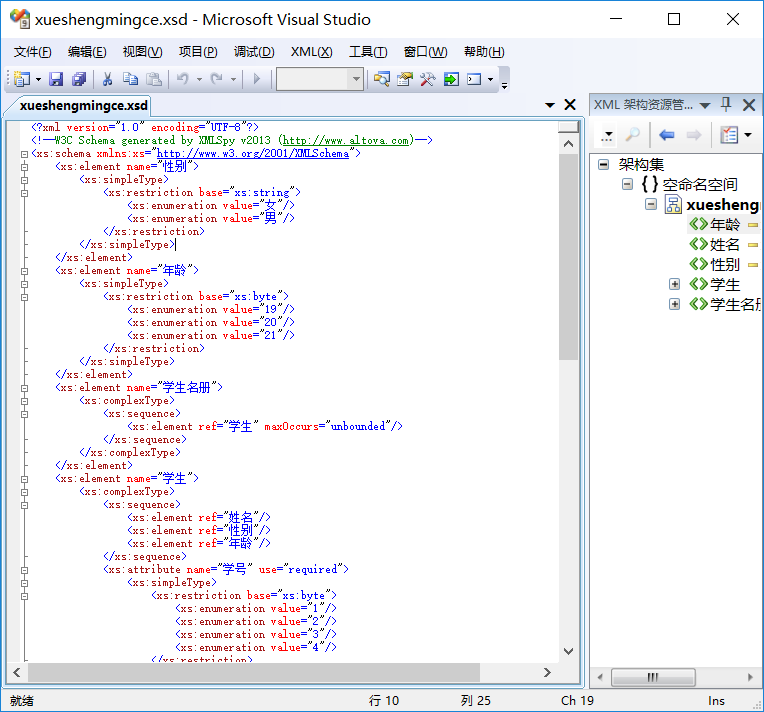 xueshengmingce.xsd - Microsoft Visual Studio
文件(F) 编辑(E) 视图(V) 项目(P) 调试(D) XML(X) 工具(T) 窗口(W) 帮助(H)
xueshengmingce.xsd
<?xml version="1.0" encoding="UTF-8"?>
<!--W3C Schema generated by XMLSpy v2013 (http://www.altova.com)-->
<xs:schema xmlns:xs="http://www.w3.org/2001/XMLSchema">
<xs:element name="性别">
<xs:simpleType>
<xs:restriction base="xs:string">
<xs:enumeration value="女"/>
<xs:enumeration value="男"/>
</xs:restriction>
</xs:simpleType>
</xs:element>
<xs:element name="年龄">
<xs:simpleType>
<xs:restriction base="xs:byte">
<xs:enumeration value="19"/>
<xs:enumeration value="20"/>
<xs:enumeration value="21"/>
</xs:restriction>
</xs:simpleType>
</xs:element>
<xs:element name="学生名册">
<xs:complexType>
<xs:sequence>
<xs:element ref="学生" maxOccurs="unbounded"/>
</xs:sequence>
</xs:complexType>
</xs:element>
<xs:element name="学生">
<xs:complexType>
<xs:sequence>
<xs:element ref="姓名"/>
<xs:element ref="性别"/>
<xs:element ref="年龄"/>
</xs:sequence>
<xs:attribute name="学号" use="required">
<xs:simpleType>
<xs:restriction base="xs:byte">
<xs:enumeration value="1"/>
<xs:enumeration value="2"/>
<xs:enumeration value="3"/>
<xs:enumeration value="4"/>
</xs:restriction>
XML 架构资源管...
架构集
{} 空命名空间
xuesheng
年龄
姓名
性别
学生
学生名册
就绪 行 10 列 25 Ch 19 Ins